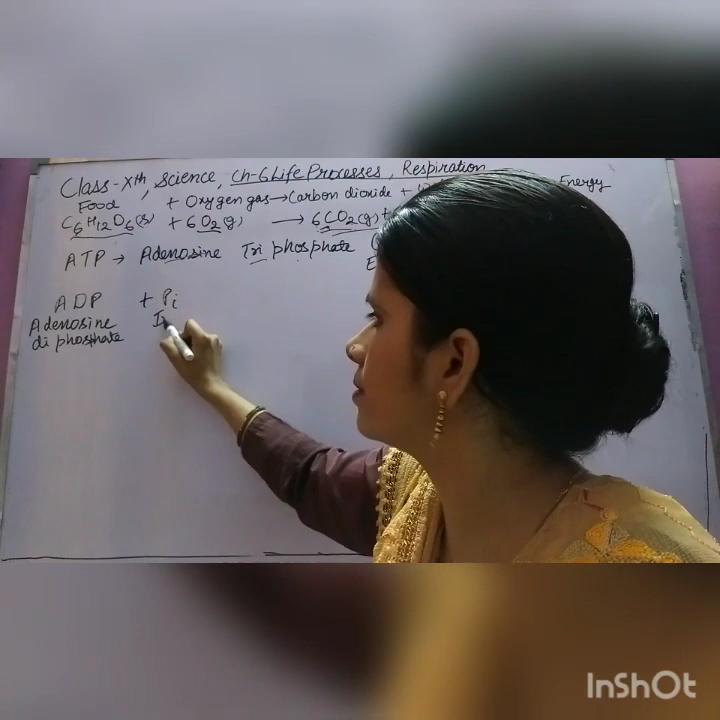 Class-Xth, Science, Ch-6 Life Processes, Respiration
Food + Oxygen gas → Carbon dioxide + Energy
C6H12O6(s) + 6O2(g) → 6CO2(g) +
ATP → Adenosine Tri phosphate (
E
ADP + Pi
Adenosine I
di phosphate
InShOt